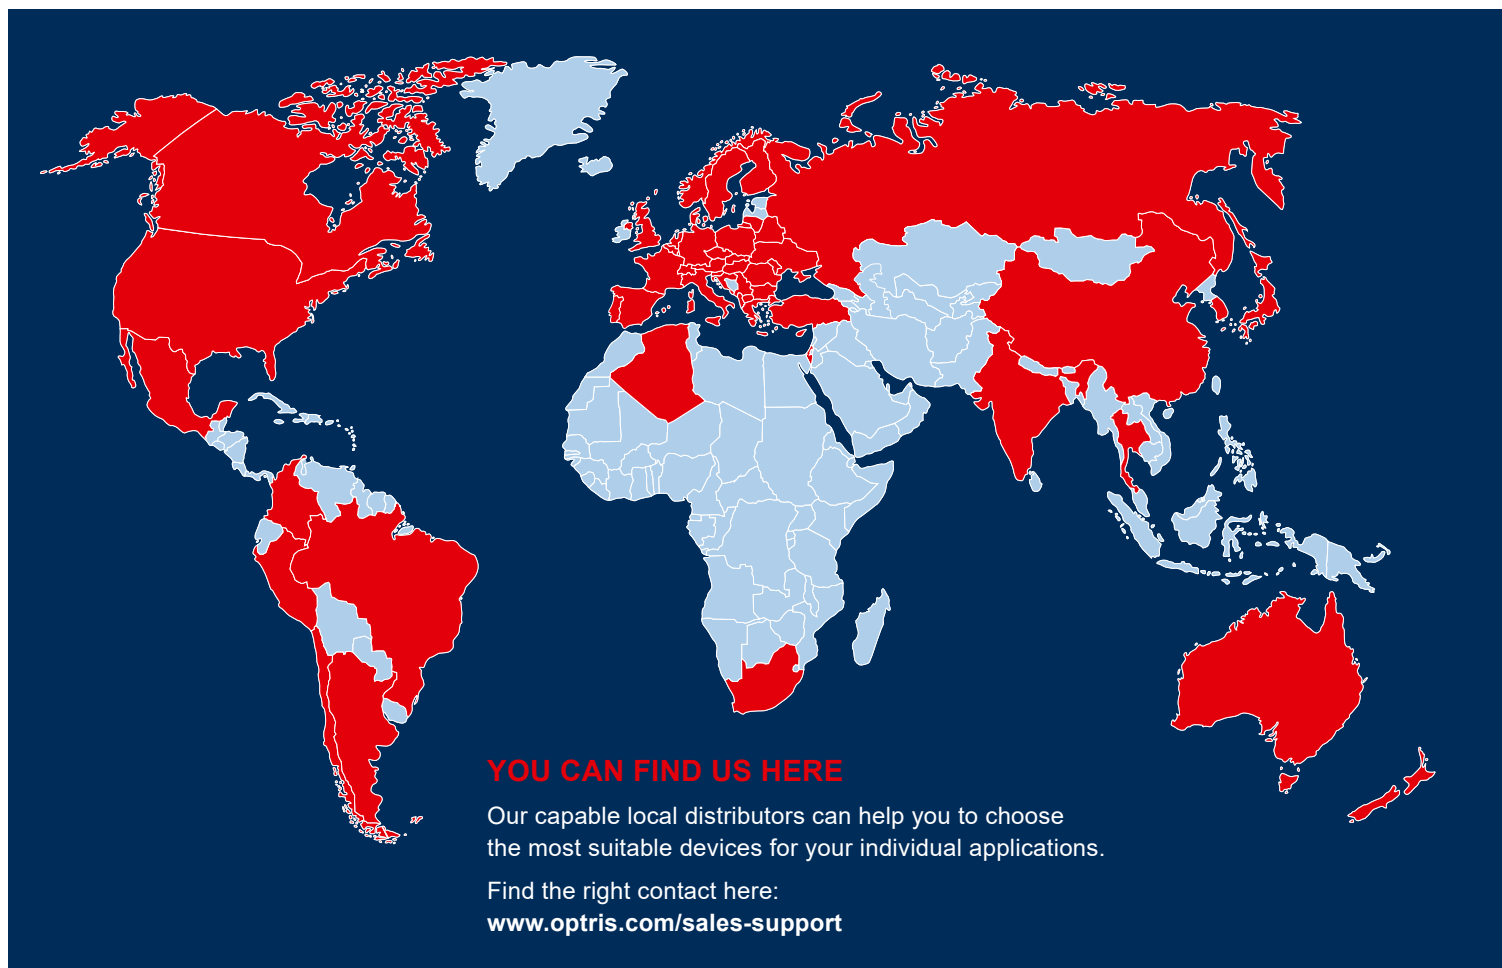 YOU CAN FIND US HERE
Our capable local distributors can help you to choose
the most suitable devices for your individual applications.
Find the right contact here:
www.optris.com/sales-support